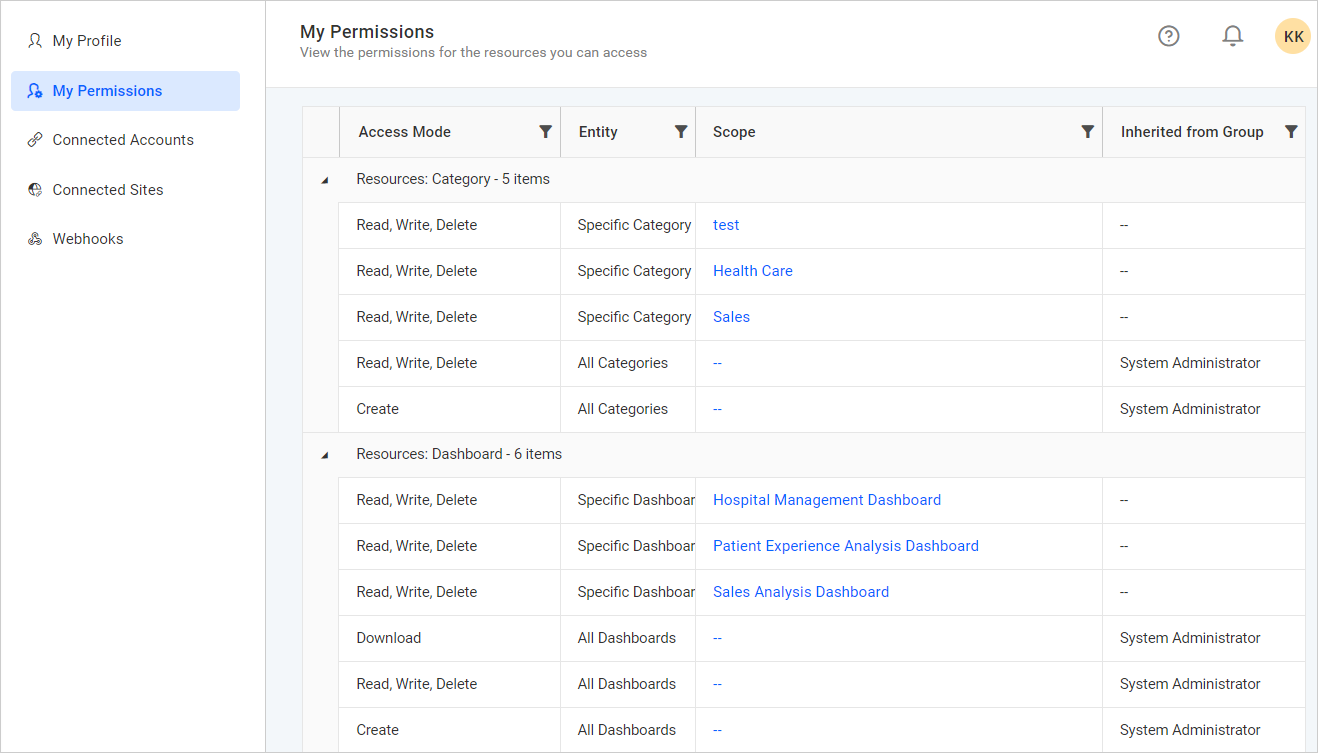 My Profile
My Permissions
Connected Accounts
Connected Sites
Webhooks
My Permissions
View the permissions for the resources you can access
KK
Access Mode Entity Scope Inherited from Group
Resources: Category - 5 items
Read, Write, Delete Specific Category test --
Read, Write, Delete Specific Category Health Care --
Read, Write, Delete Specific Category Sales --
Read, Write, Delete All Categories -- System Administrator
Create All Categories -- System Administrator
Resources: Dashboard - 6 items
Read, Write, Delete Specific Dashboar Hospital Management Dashboard --
Read, Write, Delete Specific Dashboar Patient Experience Analysis Dashboard --
Read, Write, Delete Specific Dashboar Sales Analysis Dashboard --
Download All Dashboards -- System Administrator
Read, Write, Delete All Dashboards -- System Administrator
Create All Dashboards -- System Administrator